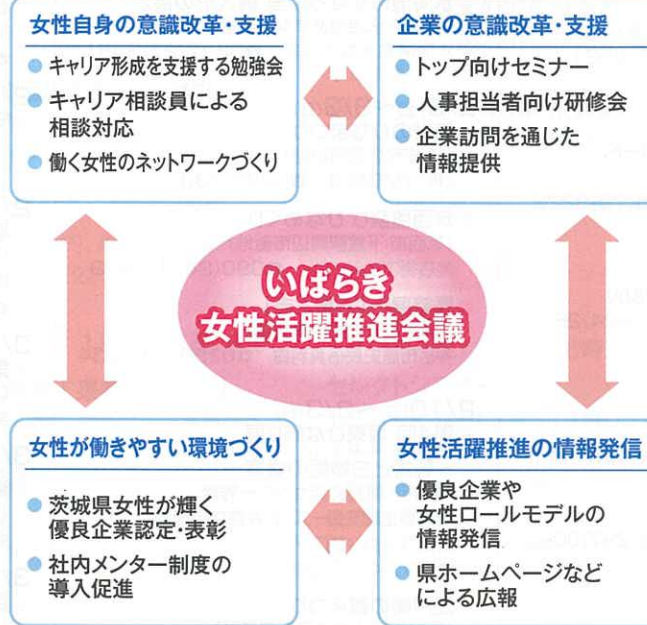 女性自身の意識改革・支援
● キャリア形成を支援する勉強会
● キャリア相談員による
相談対応
● 働く女性のネットワークづくり
企業の意識改革・支援
● トップ向けセミナー
● 人事担当者向け研修会
● 企業訪問を通じた
情報提供
いばらき
女性活躍推進会議
女性が働きやすい環境づくり
● 茨城県女性が輝く
優良企業認定・表彰
● 社内メンター制度の
導入促進
女性活躍推進の情報発信
● 優良企業や
女性ロールモデルの
情報発信
● 県ホームページなど
による広報